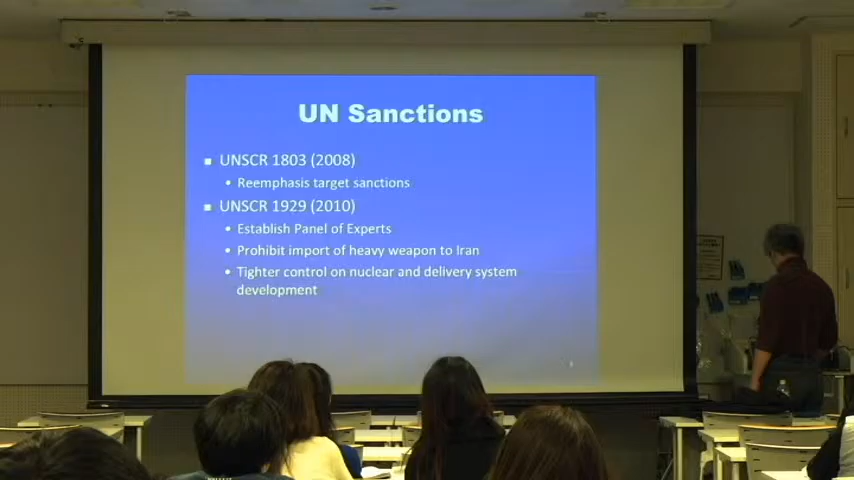 UN Sanctions
UNSCR 1803 (2008)
Reemphasis target sanctions
UNSCR 1929 (2010)
Establish Panel of Experts
Prohibit import of heavy weapon to Iran
Tighter control on nuclear and delivery system
development